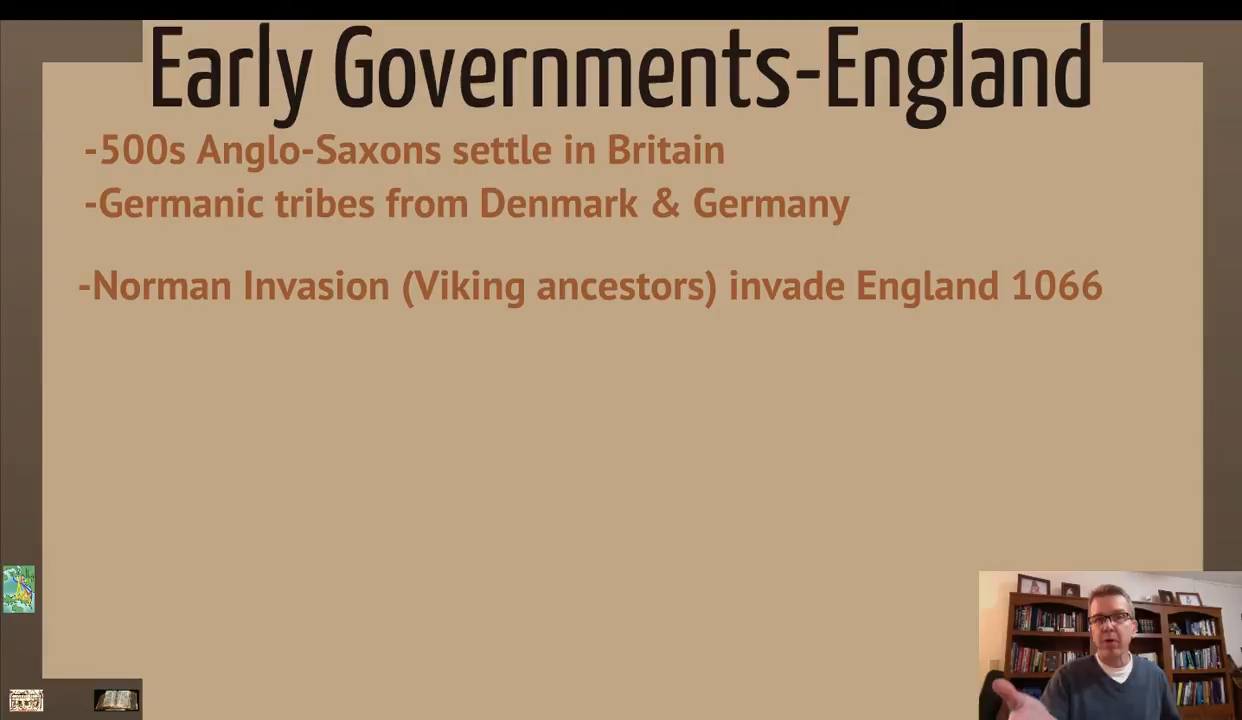 Early Governments-England
-500s Anglo-Saxons settle in Britain
-Germanic tribes from Denmark & Germany
-Norman Invasion (Viking ancestors) invade England 1066